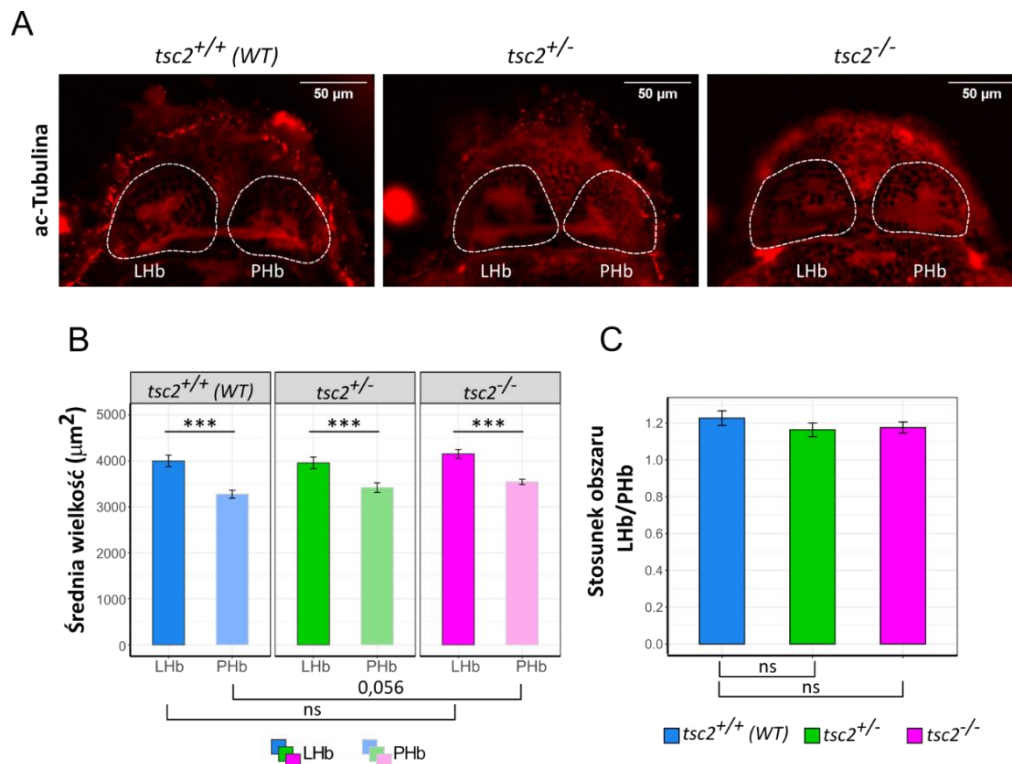 A
tsc2+/+ (WT)
tsc2+/-
tsc2-/-
ac-Tubulina
50 µm
50 µm
50 µm
LHb PHb
LHb PHb
LHb PHb
B
tsc2+/+ (WT)
tsc2+/-
tsc2-/-
Średnia wielkość (µm2)
5000
4000
3000
2000
1000
0
***
***
***
LHb PHb
LHb PHb
LHb PHb
0,056
ns
LHb PHb
C
Stosunek obszaru
LHb/PHb
1.2
1.0
0.8
0.6
0.4
0.2
0.0
ns
ns
tsc2+/+ (WT) tsc2+/- tsc2-/-